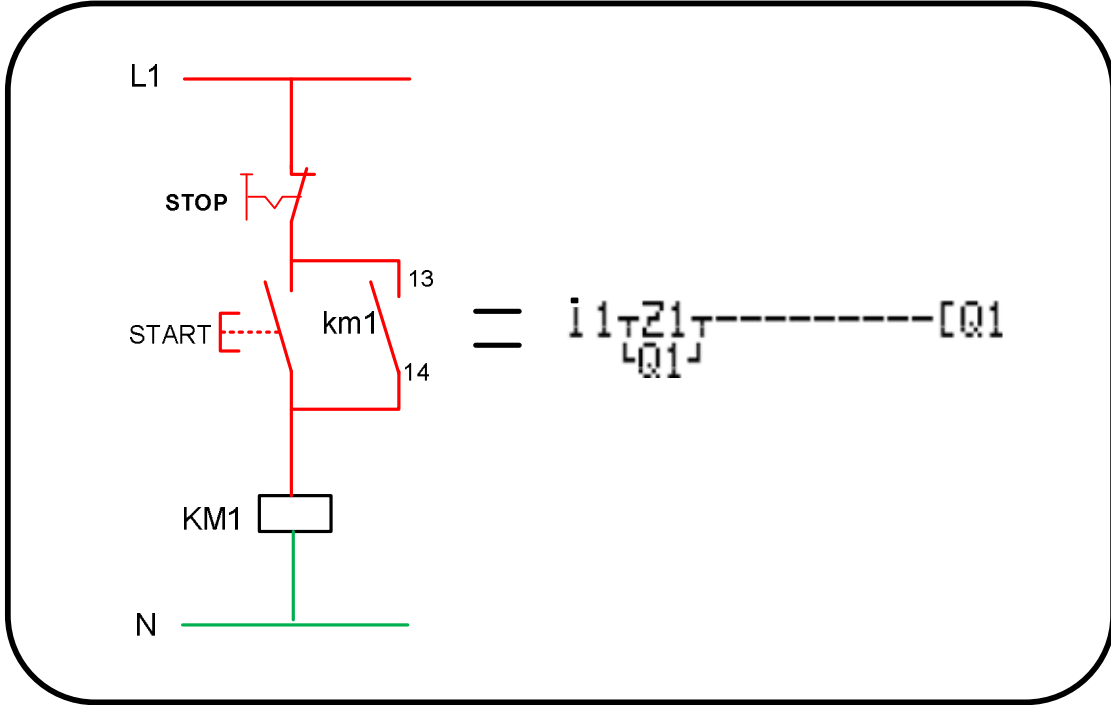 L1
STOP
13
START
km1
14
KM1
N
= i1┬Z1┬----------[Q1
└Q1┘